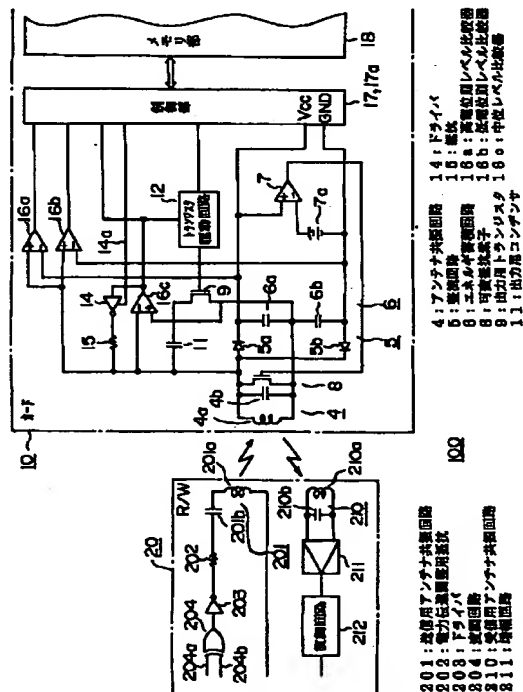 10
カード
16a
16b
14a
14
15
16c
12
トランジスタ駆動回路
制御部
メモリ部
17,17a
18
VCC
GND
7
7a
9
11
6a
6b
5a
5b
8
4b
4a
4
5
6
100
20
R/W
201a
201b
201
202
203
204
204a
204b
210a
210b
210
211
212
復調回路
4:アンテナ共振回路
5:整流回路
6:エネルギ蓄積回路
8:可変抵抗素子
9:出力用トランジスタ
11:出力用コンデンサ
14:ドライバ
15:抵抗
16a:高電位側レベル比較器
16b:低電位側レベル比較器
16c:中位レベル比較器
201:送信用アンテナ共振回路
202:電力伝達調整用抵抗
203:ドライバ
204:変調回路
210:受信用アンテナ共振回路
211:増幅回路